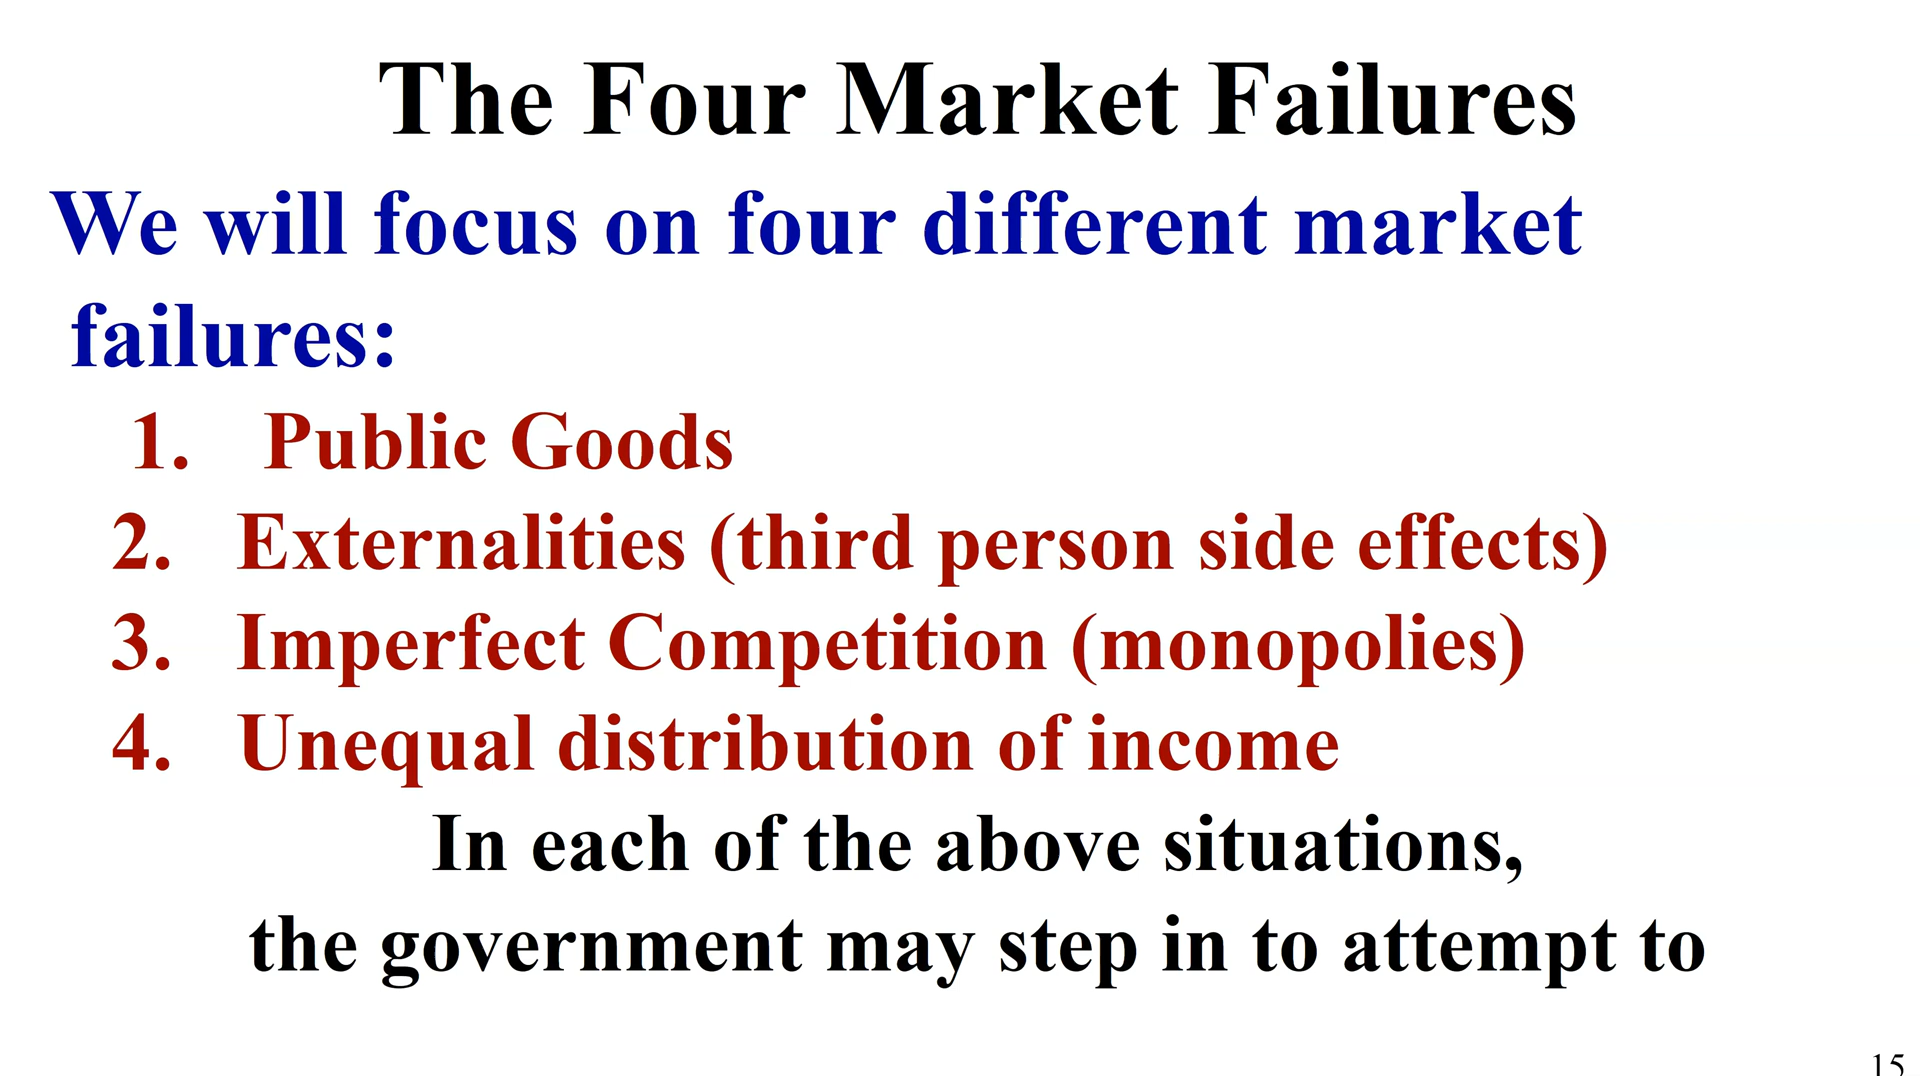 The Four Market Failures
We will focus on four different market
failures:
1. Public Goods
2. Externalities (third person side effects)
3. Imperfect Competition (monopolies)
4. Unequal distribution of income
In each of the above situations,
the government may step in to attempt to
15